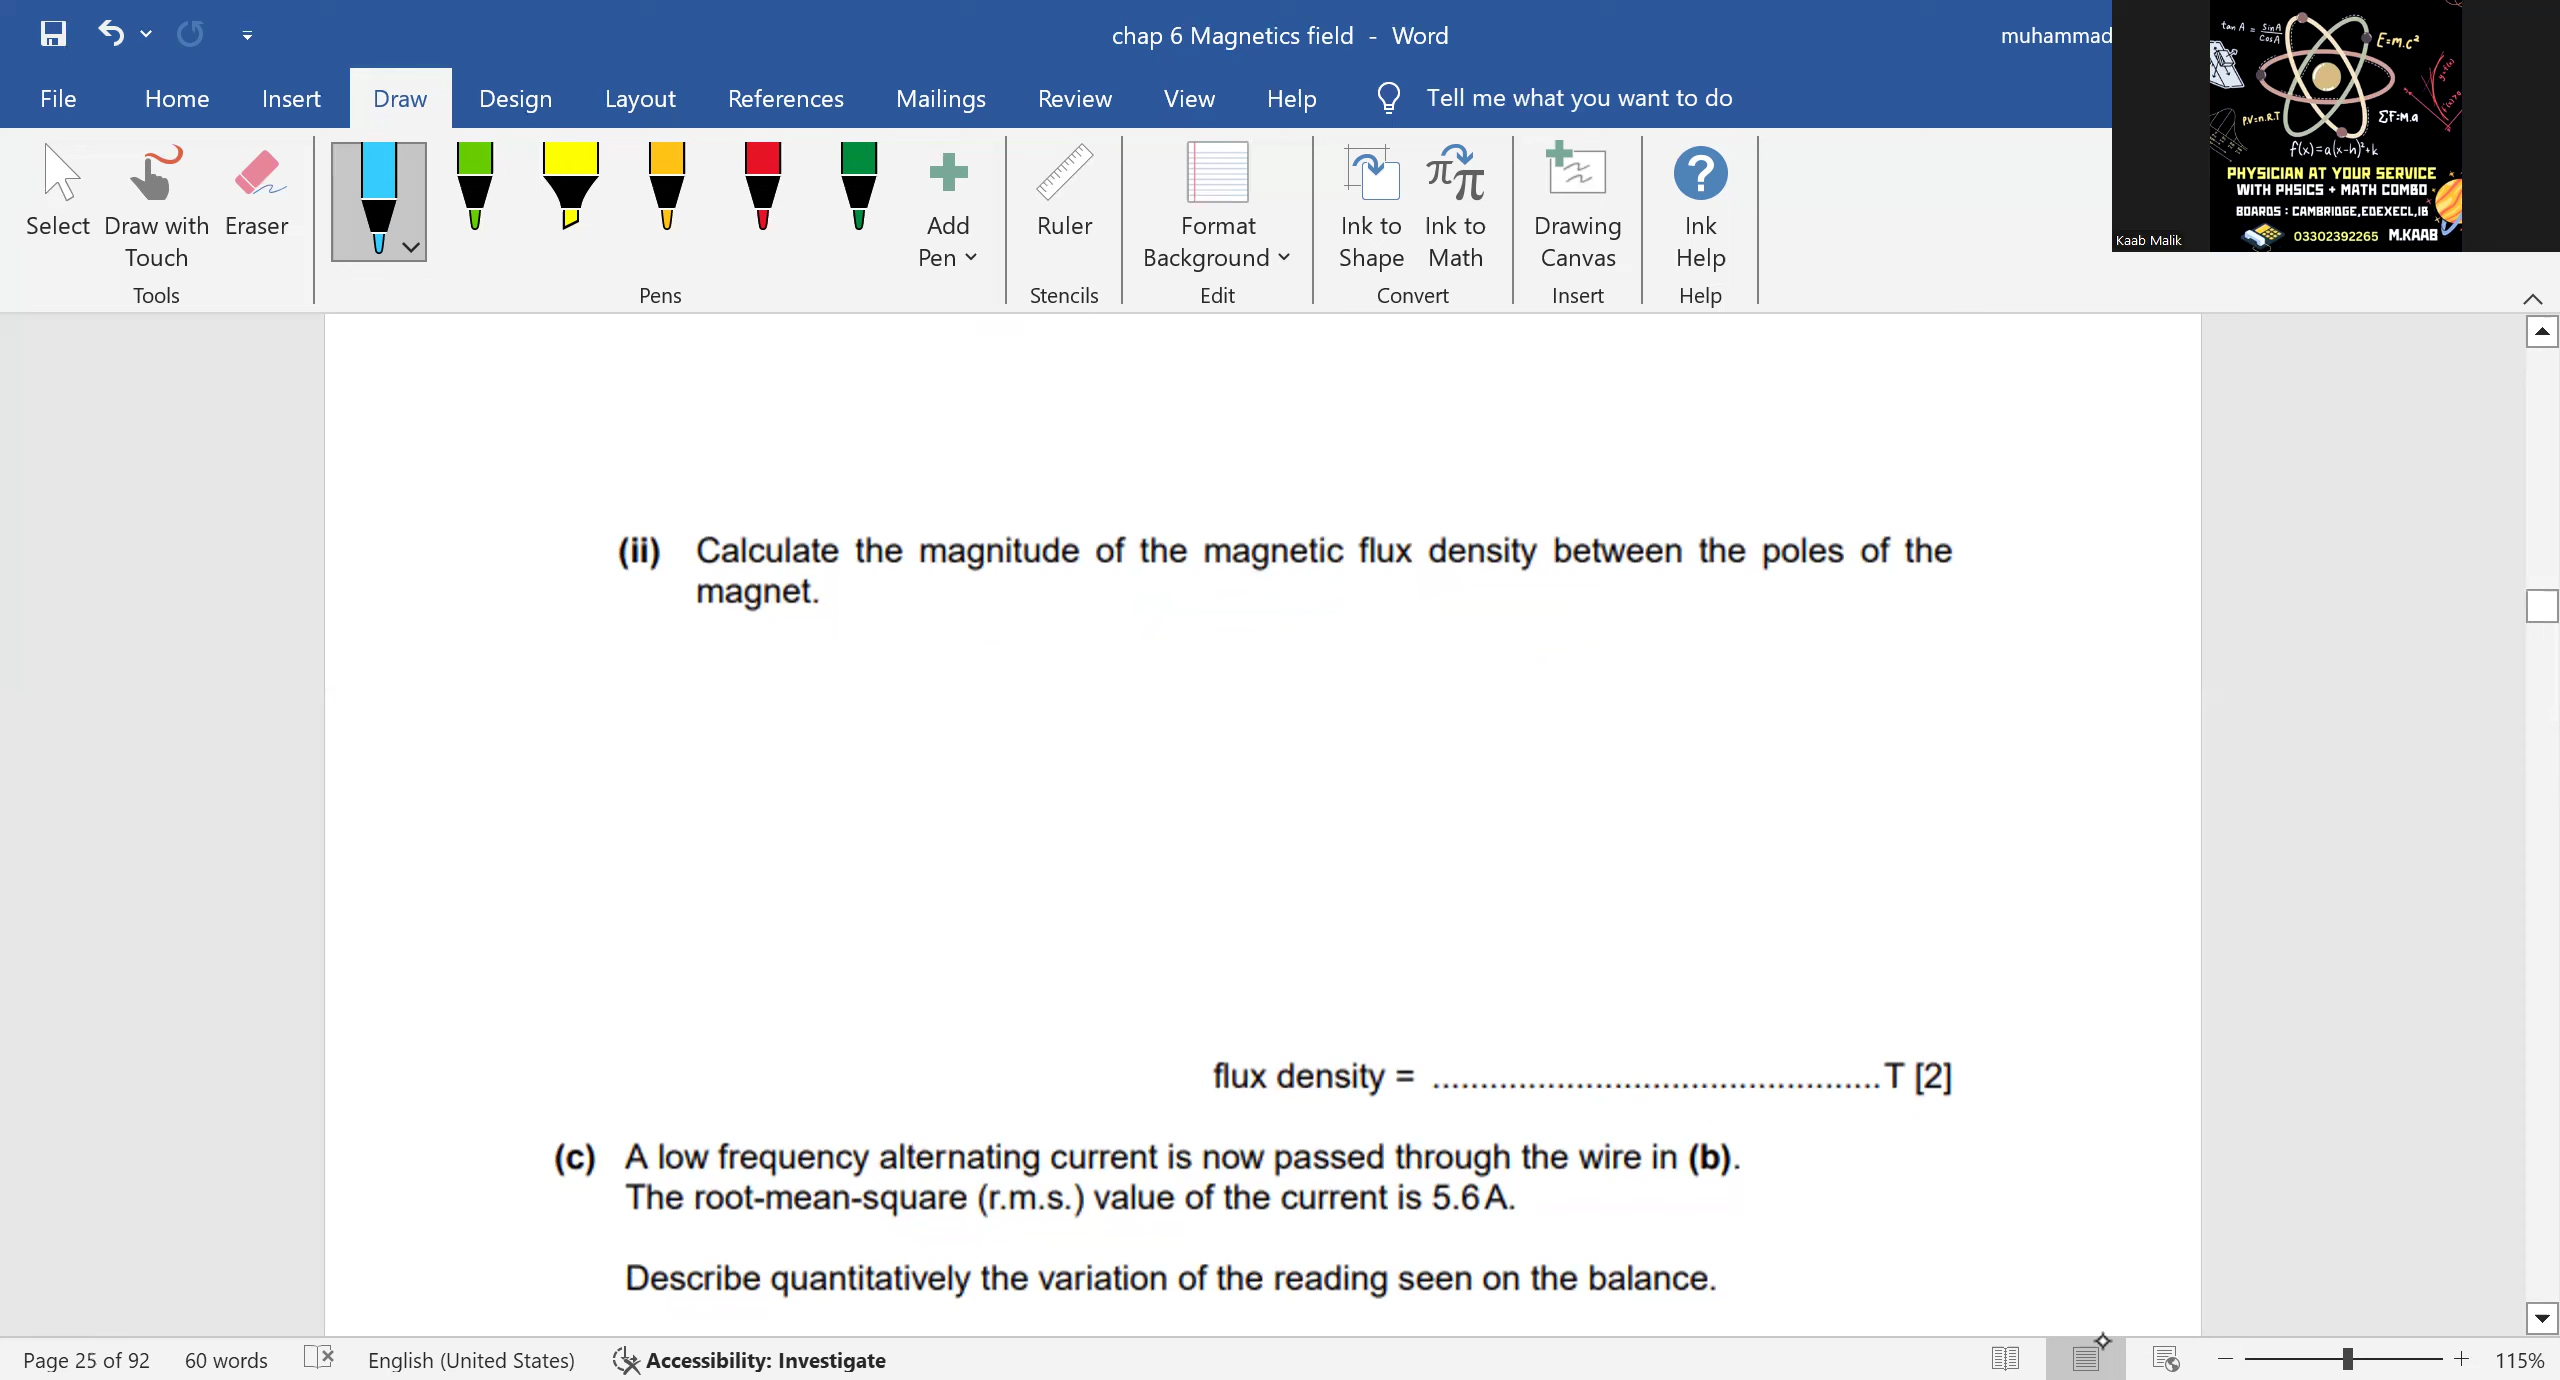 chap 6 Magnetics field - Word
muhammad
File Home Insert Draw Design Layout References Mailings Review View Help Tell me what you want to do
Select Draw with Touch Eraser
Add Pen
Ruler
Format Background
Ink to Shape Ink to Math
Drawing Canvas
Ink Help
Tools Pens Stencils Edit Convert Insert Help
E=m.c²
P.V=n.R.T
ΣF=M.a
f(x)=a(x-h)²+k
PHYSICIAN AT YOUR SERVICE
WITH PHSICS + MATH COMBO
BOARDS : CAMBRIDGE,EDEXECL,IB
03302392265 M.KAAB
Kaab Malik
(ii) Calculate the magnitude of the magnetic flux density between the poles of the
magnet.
flux density = ............................................... T [2]
(c) A low frequency alternating current is now passed through the wire in (b).
The root-mean-square (r.m.s.) value of the current is 5.6 A.
Describe quantitatively the variation of the reading seen on the balance.
Page 25 of 92 60 words English (United States) Accessibility: Investigate 115%